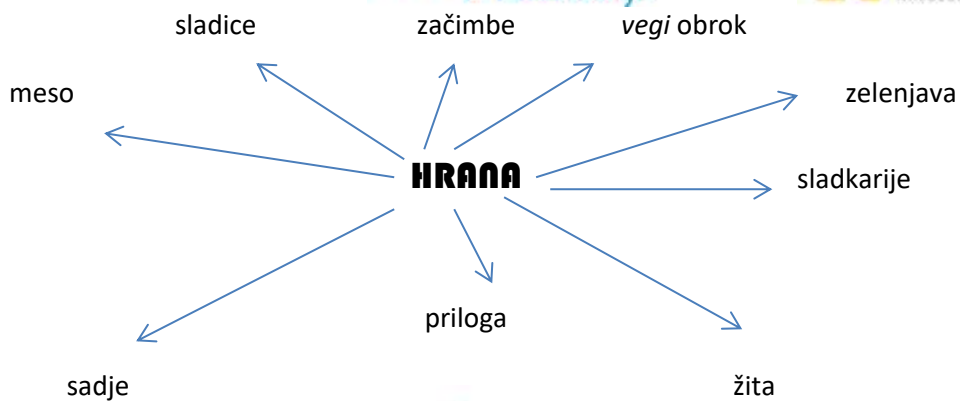 sladice začimbe vegi obrok
meso zelenjava
HRANA
sladkarije
priloga
sadje žita